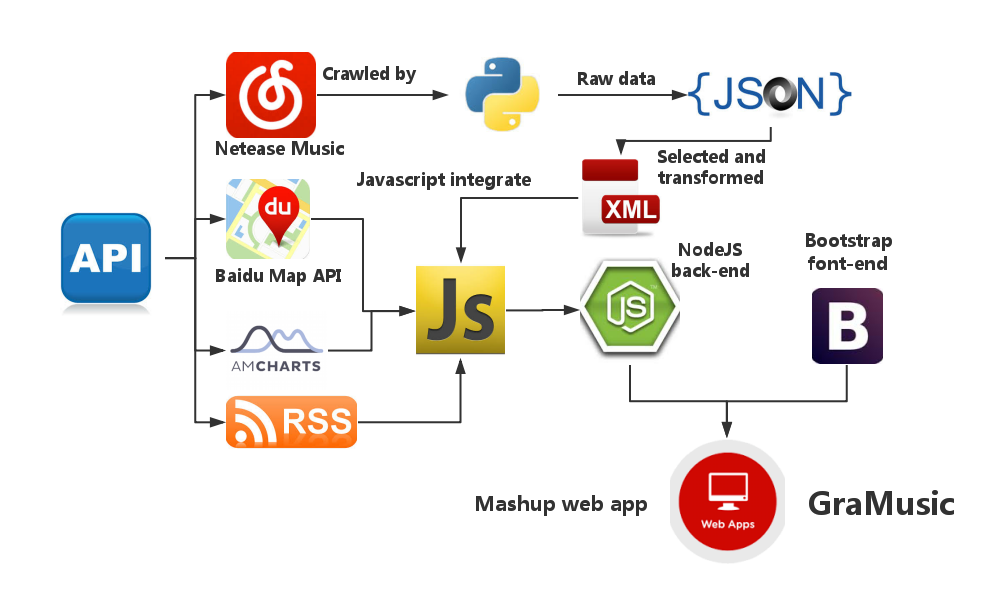 API
Netease Music
Crawled by
Raw data
{JSON}
Selected and
transformed
XML
Javascript integrate
du
Baidu Map API
AMCHARTS
RSS
Js
NodeJS
back-end
JS
TM
Bootstrap
font-end
B
Mashup web app
Web Apps
GraMusic